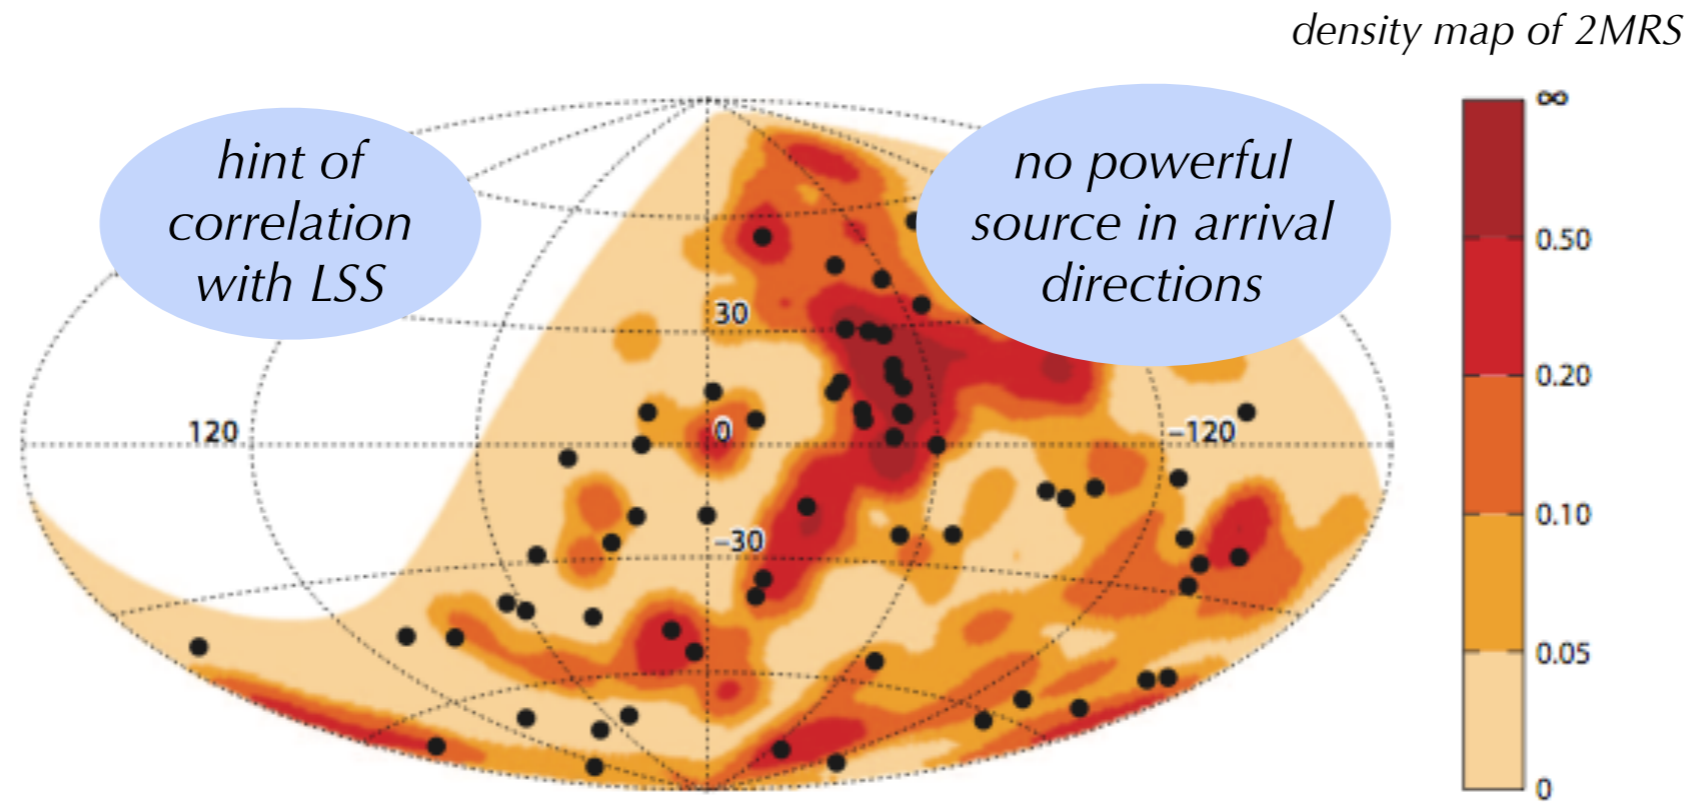 density map of 2MRS
hint of
correlation
with LSS
no powerful
source in arrival
directions
∞
0.50
0.20
0.10
0.05
0
30
120
0
–120
–30